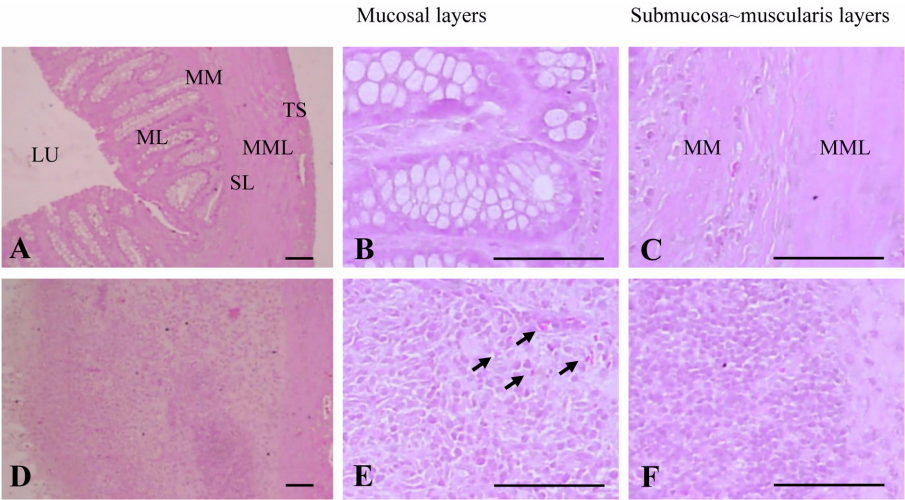 Mucosal layers
Submucosa~muscularis layers
MM
TS
ML
MML
LU
SL
A
B
MM
MML
C
D
E
F